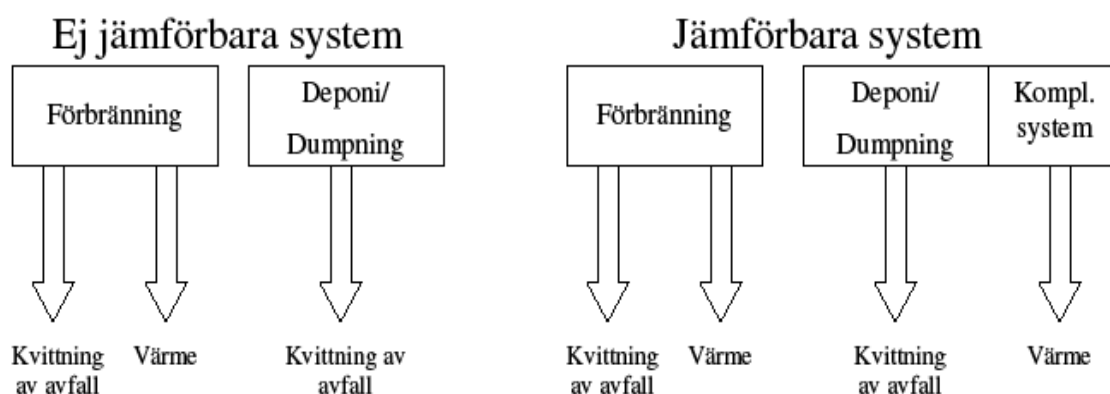 Ej jämförbara system
Förbränning
Deponi/
Dumpning
Kvittning
av avfall
Värme
Kvittning av
avfall
Jämförbara system
Förbränning
Deponi/
Dumpning
Kompl.
system
Kvittning
av avfall
Värme
Kvittning
av avfall
Värme